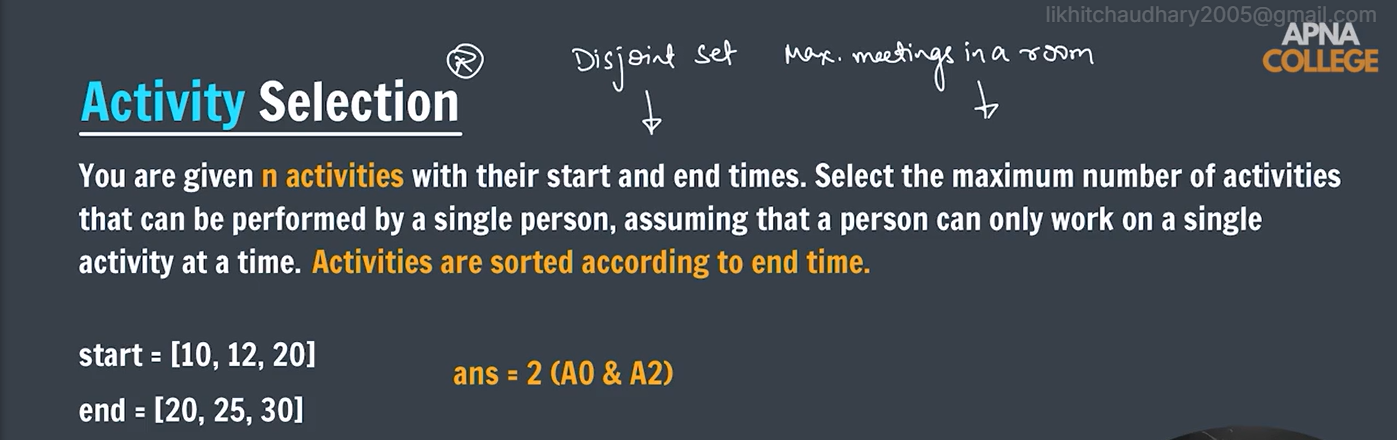 likhitchaudhary2005@gmail.com
APNA
COLLEGE
R Disjoint set Max. meetings in a room
Activity Selection
You are given n activities with their start and end times. Select the maximum number of activities
that can be performed by a single person, assuming that a person can only work on a single
activity at a time. Activities are sorted according to end time.
start = [10, 12, 20]
ans = 2 (A0 & A2)
end = [20, 25, 30]